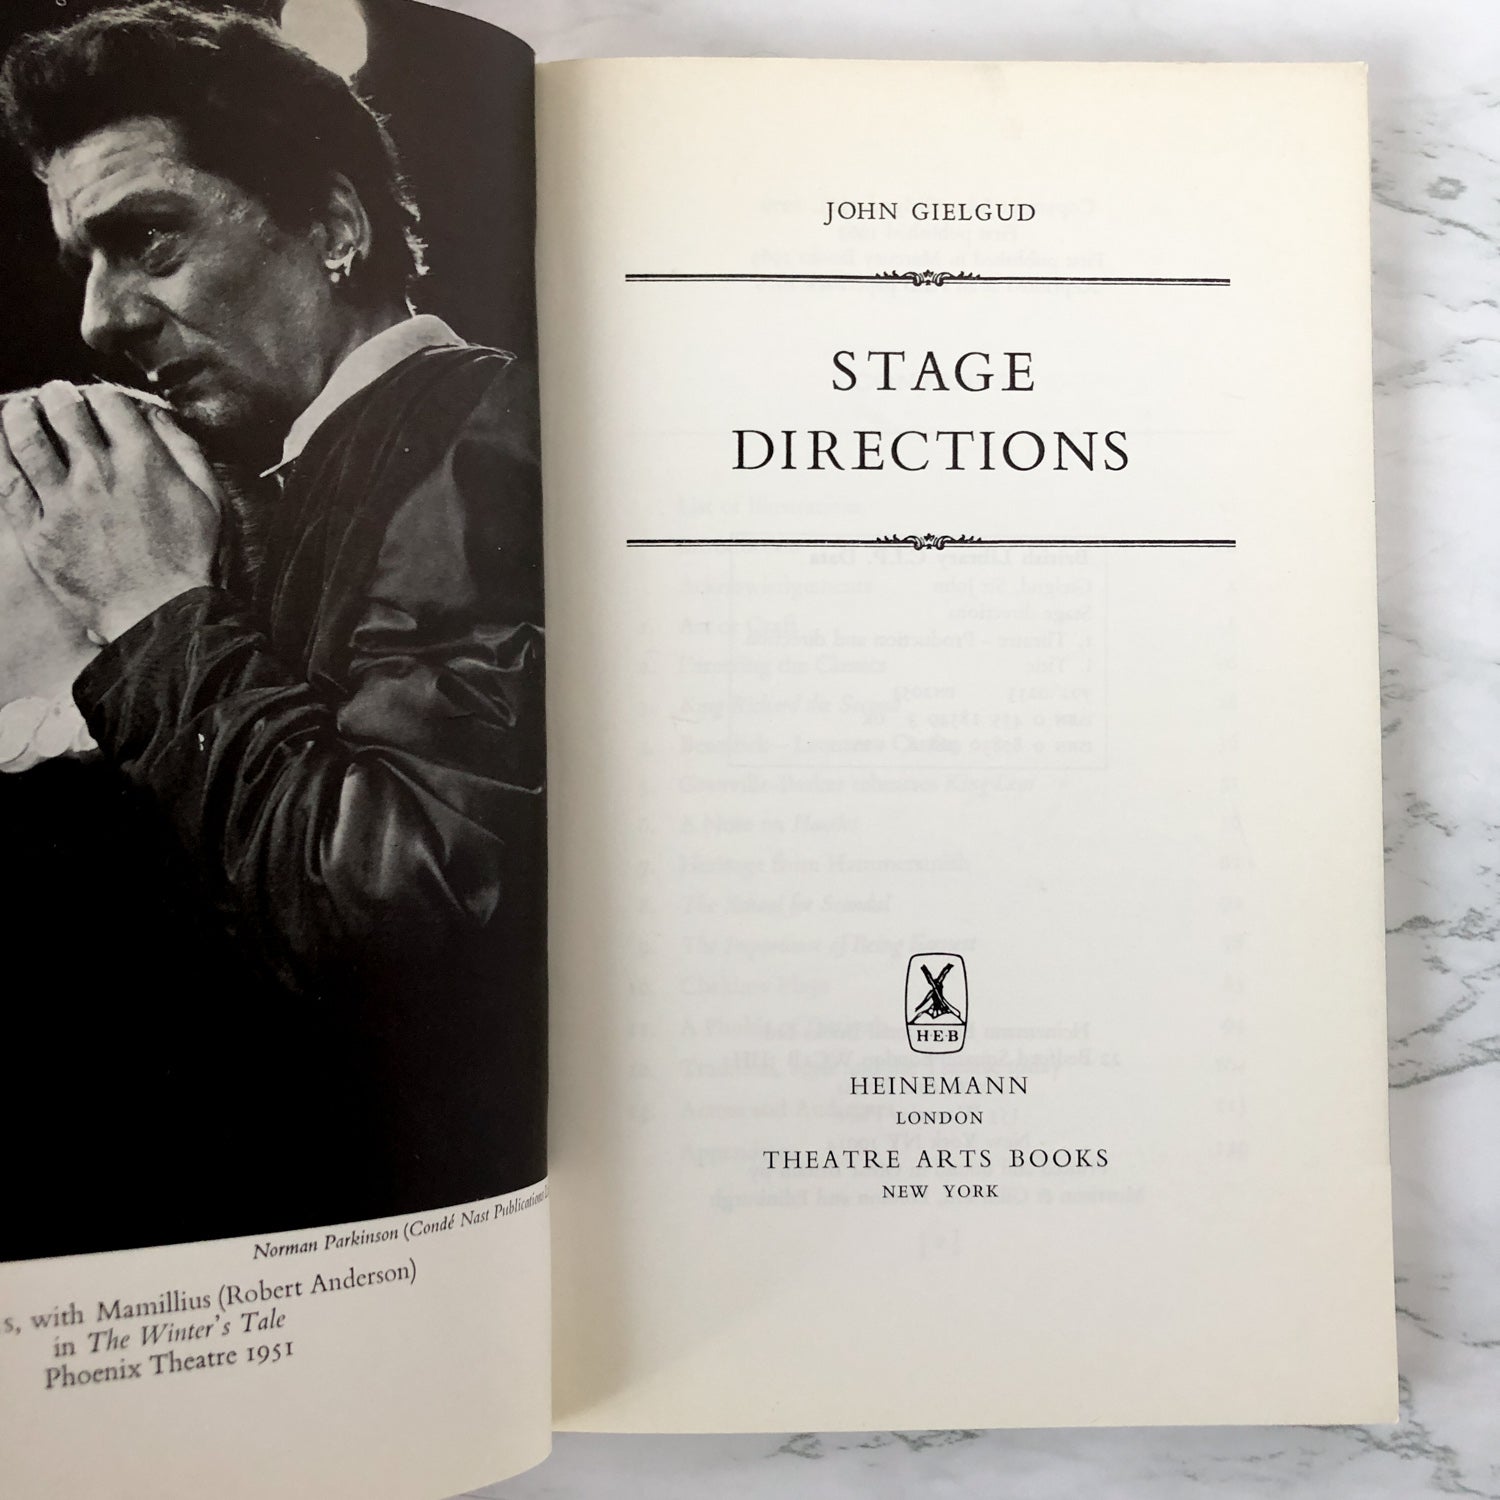 Norman Parkinson (Condé Nast Publications
s, with Mamillius (Robert Anderson)
in The Winter's Tale
Phoenix Theatre 1951
JOHN GIELGUD
STAGE
DIRECTIONS
H·E·B
HEINEMANN
LONDON
THEATRE ARTS BOOKS
NEW YORK